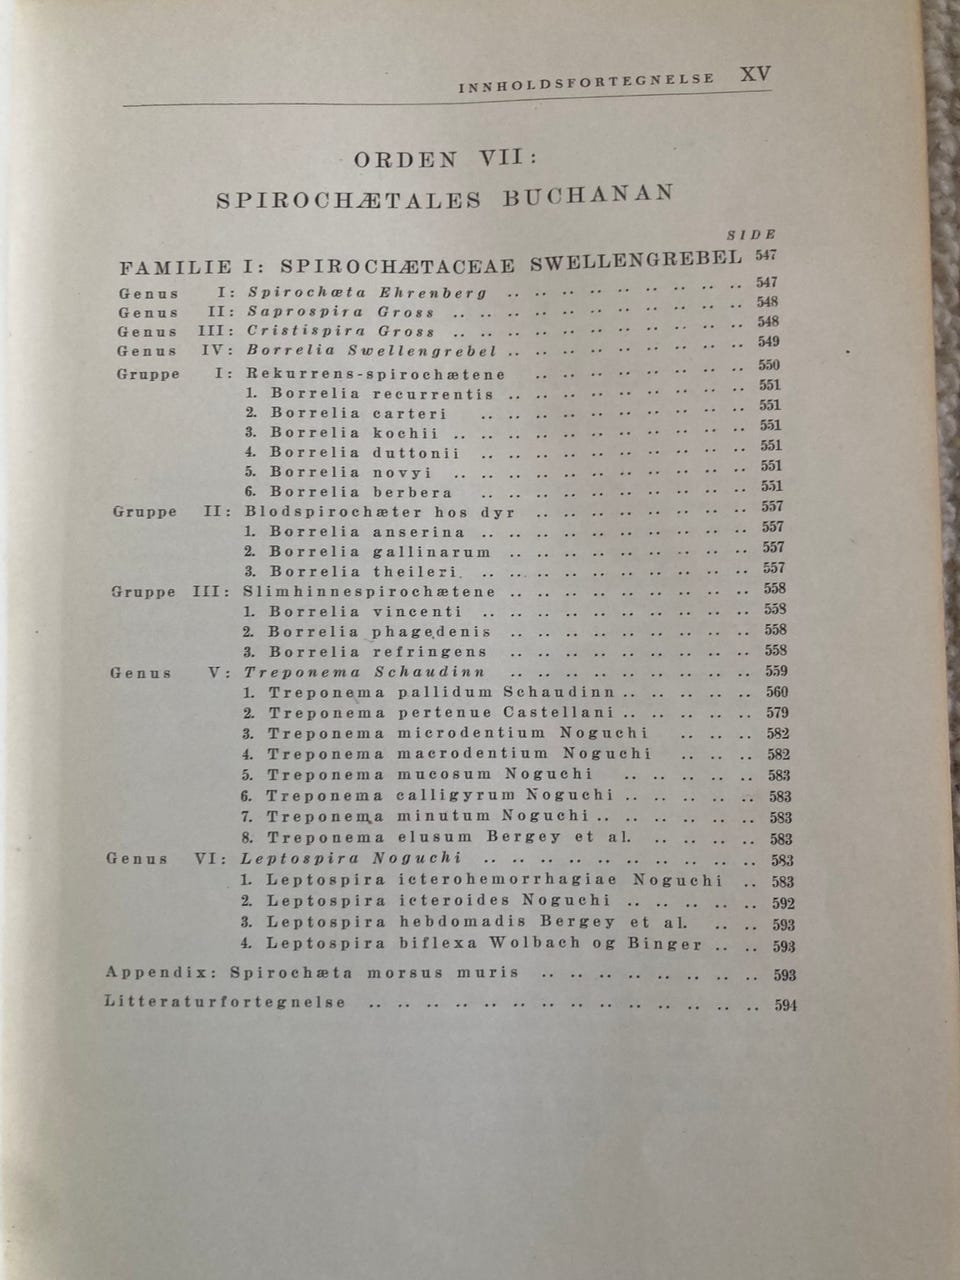 INNHOLDSFORTEGNELSE XV
ORDEN VII:
SPIROCHÆTALES BUCHANAN
SIDE
FAMILIE I: SPIROCHÆTACEAE SWELLENGREBEL 547
Genus I: Spirochæta Ehrenberg .. .. .. .. .. .. .. .. .. 547
Genus II: Saprospira Gross .. .. .. .. .. .. .. .. .. .. .. 548
Genus III: Cristispira Gross .. .. .. .. .. .. .. .. .. .. .. 548
Genus IV: Borrelia Swellengrebel .. .. .. .. .. .. .. .. .. 549
Gruppe I: Rekurrens-spirochætene .. .. .. .. .. .. .. .. 550
1. Borrelia recurrentis .. .. .. .. .. .. .. .. .. 551
2. Borrelia carteri .. .. .. .. .. .. .. .. .. .. 551
3. Borrelia kochii .. .. .. .. .. .. .. .. .. .. .. 551
4. Borrelia duttonii .. .. .. .. .. .. .. .. .. .. 551
5. Borrelia novyi .. .. .. .. .. .. .. .. .. .. .. 551
6. Borrelia berbera .. .. .. .. .. .. .. .. .. .. 551
Gruppe II: Blodspirochæter hos dyr .. .. .. .. .. .. .. .. 557
1. Borrelia anserina .. .. .. .. .. .. .. .. .. .. 557
2. Borrelia gallinarum .. .. .. .. .. .. .. .. .. 557
3. Borrelia theileri. .. .. .. .. .. .. .. .. .. .. 557
Gruppe III: Slimhinnespirochætene .. .. .. .. .. .. .. .. .. 558
1. Borrelia vincenti .. .. .. .. .. .. .. .. .. .. 558
2. Borrelia phagedenis .. .. .. .. .. .. .. .. .. 558
3. Borrelia refringens .. .. .. .. .. .. .. .. .. 558
Genus V: Treponema Schaudinn .. .. .. .. .. .. .. .. .. 559
1. Treponema pallidum Schaudinn .. .. .. .. .. 560
2. Treponema pertenue Castellani .. .. .. .. .. 579
3. Treponema microdentium Noguchi .. .. .. 582
4. Treponema macrodentium Noguchi .. .. .. 582
5. Treponema mucosum Noguchi .. .. .. .. .. 583
6. Treponema calligyrum Noguchi .. .. .. .. .. 583
7. Treponema minutum Noguchi .. .. .. .. .. .. 583
8. Treponema elusum Bergey et al. .. .. .. .. 583
Genus VI: Leptospira Noguchi .. .. .. .. .. .. .. .. .. .. 583
1. Leptospira icterohemorrhagiae Noguchi .. 583
2. Leptospira icteroides Noguchi .. .. .. .. .. 592
3. Leptospira hebdomadis Bergey et al. .. .. 593
4. Leptospira biflexa Wolbach og Binger .. .. 593
Appendix: Spirochæta morsus muris .. .. .. .. .. .. .. .. 593
Litteraturfortegnelse .. .. .. .. .. .. .. .. .. .. .. .. .. .. 594